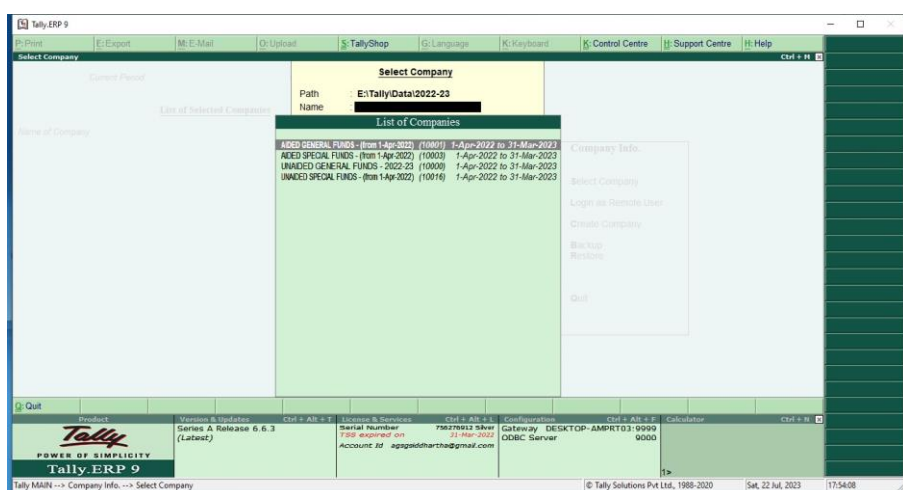 Tally.ERP 9
P: Print E: Export M: E-Mail O: Upload S: TallyShop G: Language K: Keyboard K: Control Centre H: Support Centre H: Help
Select Company Ctrl + M
Current Period
List of Selected Companies
Name of Company
Select Company
Path : E:\Tally\Data\2022-23
Name :
List of Companies
AIDED GENERAL FUNDS - (from 1-Apr-2022) (10001) 1-Apr-2022 to 31-Mar-2023
AIDED SPECIAL FUNDS - (from 1-Apr-2022) (10003) 1-Apr-2022 to 31-Mar-2023
UNAIDED GENERAL FUNDS - 2022-23 (10000) 1-Apr-2022 to 31-Mar-2023
UNAIDED SPECIAL FUNDS - (from 1-Apr-2022) (10016) 1-Apr-2022 to 31-Mar-2023
Company Info.
Select Company
Login as Remote User
Create Company
Backup
Restore
Quit
Q: Quit
Product
Tally
POWER OF SIMPLICITY
Tally.ERP 9
Version & Updates Ctrl + Alt + T
Series A Release 6.6.3
(Latest)
License & Services Ctrl + Alt + L
Serial Number 756276912 Silver
TSS expired on 31-Mar-2022
Account Id agsgsiddhartha@gmail.com
Configuration Ctrl + Alt + F
Gateway DESKTOP-AMPRT03:9999
ODBC Server 9000
Calculator Ctrl + N
1>
Tally MAIN --> Company Info. --> Select Company © Tally Solutions Pvt Ltd., 1988-2020 Sat, 22 Jul, 2023 17:54:08